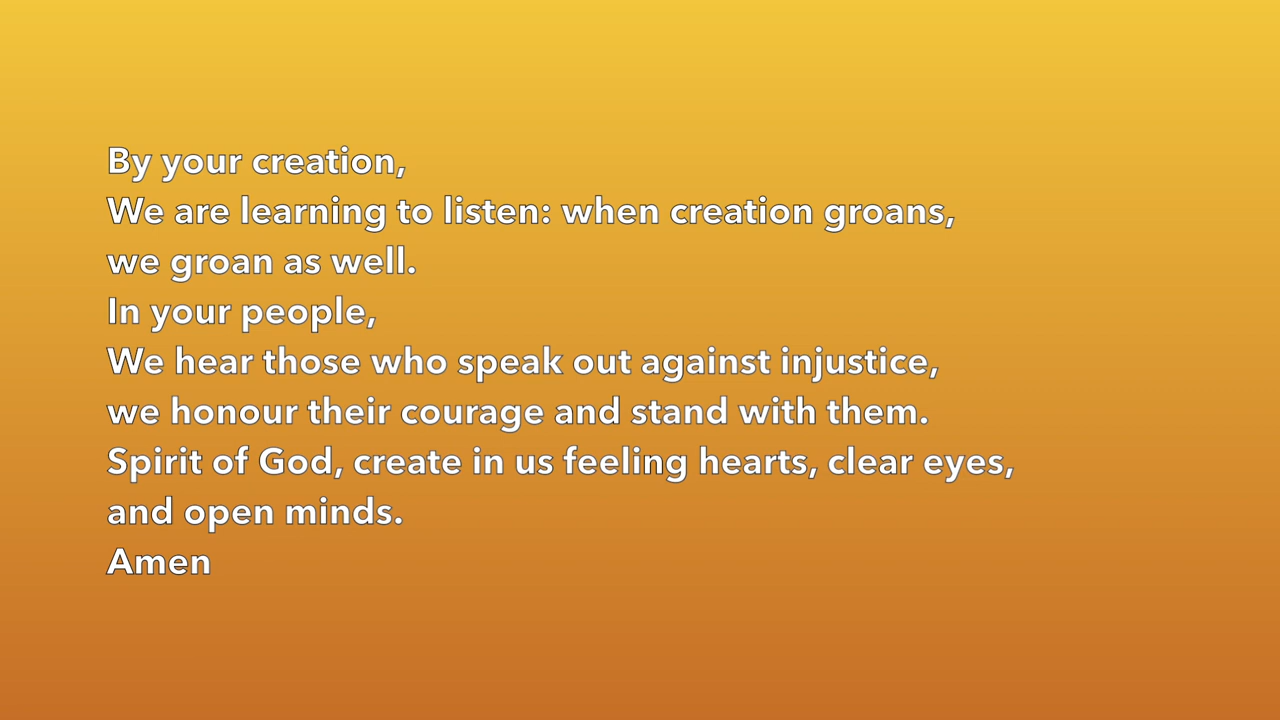 By your creation,
We are learning to listen: when creation groans,
we groan as well.
In your people,
We hear those who speak out against injustice,
we honour their courage and stand with them.
Spirit of God, create in us feeling hearts, clear eyes,
and open minds.
Amen